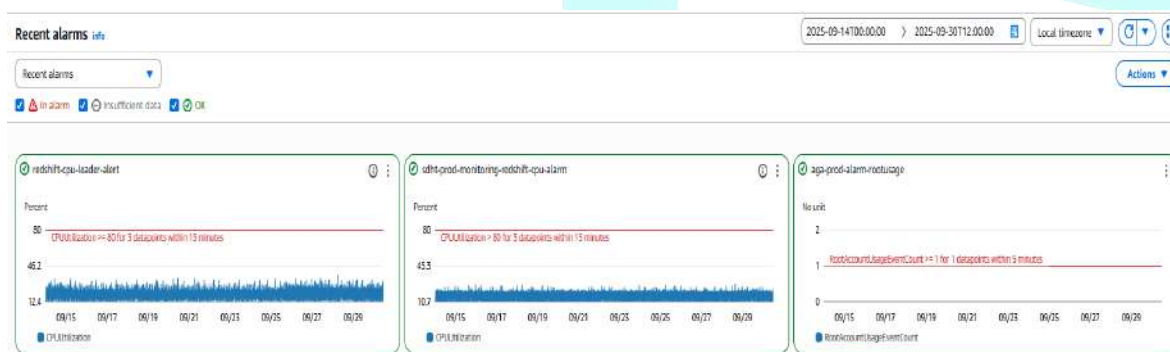 Recent alarms info
2025-09-14T00:00:00 > 2025-09-30T12:00:00
Local timezone
Recent alarms
Actions
In alarm Insufficient data OK
redshift-cpu-leader-alert
Percent
80
CPUUtilization >= 80 for 3 datapoints within 15 minutes
46.2
12.4
09/15 09/17 09/19 09/21 09/23 09/25 09/27 09/29
CPUUtilization
sdht-prod-monitoring-redshift-cpu-alarm
Percent
80
CPUUtilization > 80 for 3 datapoints within 15 minutes
45.3
10.7
09/15 09/17 09/19 09/21 09/23 09/25 09/27 09/29
CPUUtilization
aga-prod-alarm-rootusage
No unit
2
1
RootAccountUsageEventCount >= 1 for 1 datapoints within 5 minutes
0
09/15 09/17 09/19 09/21 09/23 09/25 09/27 09/29
RootAccountUsageEventCount